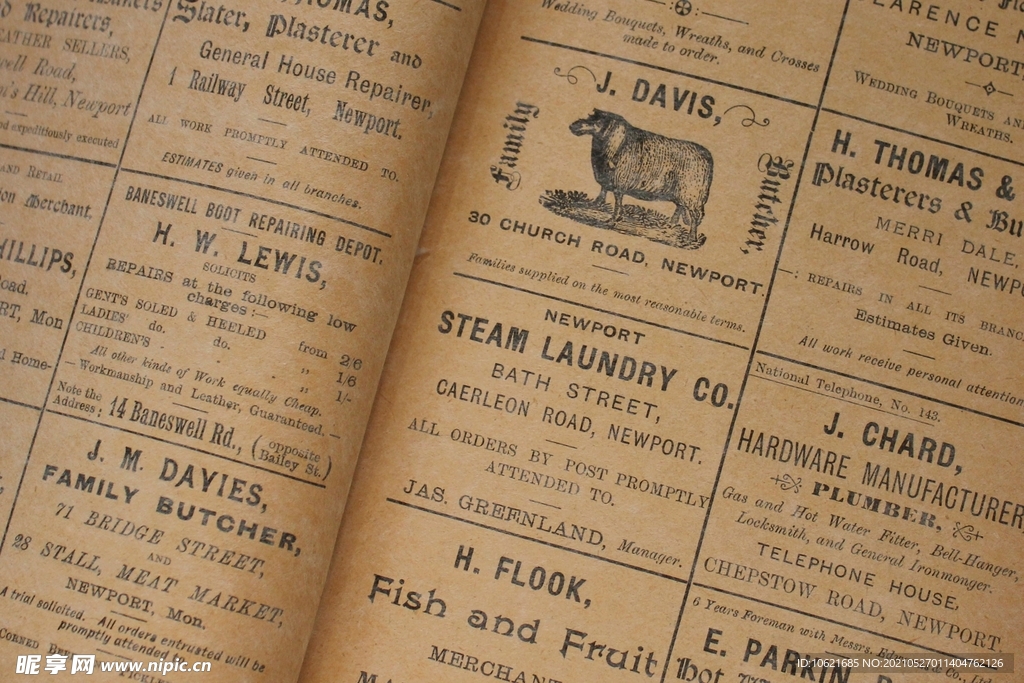 Repairers,
LEATHER SELLERS,
Road,
Hill, Newport
expeditiously executed
AND RETAIL
Merchant,
PHILLIPS,
Road.
Mon
Home-
THOMAS,
Slater, Plasterer and
General House Repairer,
1 Railway Street, Newport.
ALL WORK PROMPTLY ATTENDED TO.
ESTIMATES given in all branches.
BANESWELL BOOT REPAIRING DEPOT.
H. W. LEWIS,
SOLICITS
REPAIRS at the following low
charges:—
GENT'S SOLED & HEELED from 2/6
LADIES' do. „ 1/6
CHILDREN'S do. „ 1/-
All other kinds of Work equally Cheap.
— Workmanship and Leather, Guaranteed. —
Note the
Address: 14 Baneswell Rd., (opposite
Bailey St.)
J. M. DAVIES,
FAMILY BUTCHER,
71 BRIDGE STREET,
AND
28 STALL, MEAT MARKET,
NEWPORT, Mon.
A trial solicited. All orders entrusted will be
promptly attended to
CORNED
Wedding Bouquets, Wreaths, and Crosses
made to order.
J. DAVIS,
Family
Butcher,
30 CHURCH ROAD, NEWPORT.
Families supplied on the most reasonable terms.
NEWPORT
STEAM LAUNDRY CO.
BATH STREET,
CAERLEON ROAD, NEWPORT.
ALL ORDERS BY POST PROMPTLY
ATTENDED TO.
JAS. GREENLAND, Manager.
H. FLOOK,
Fish and Fruit
MERCHANT,
CLARENCE
NEWPORT,
WEDDING BOUQUETS AND
WREATHS.
H. THOMAS &
Plasterers &
MERRI DALE,
Harrow Road, NEWPORT
—: REPAIRS IN ALL ITS BRANCHES
Estimates Given.
All work receive personal attention
National Telephone, No. 143.
J. CHARD,
HARDWARE MANUFACTURER
PLUMBER,
Gas and Hot Water Fitter, Bell-Hanger,
Locksmith, and General Ironmonger.
TELEPHONE HOUSE,
CHEPSTOW ROAD, NEWPORT.
6 Years Foreman with Messrs. Co., Ltd.
E. PARKIN
Hot
昵享网 www.nipic.cn
ID:10621685 NO:20210527011404762126